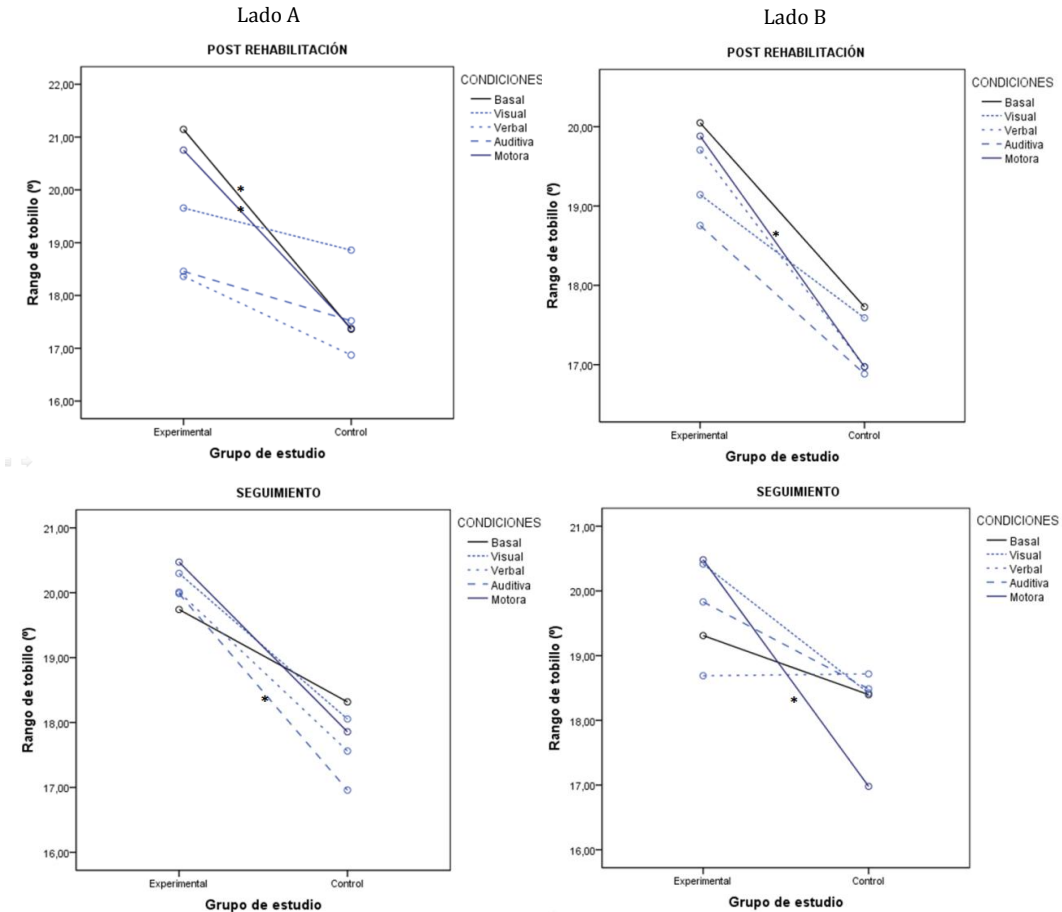 Lado A
Lado B
POST REHABILITACIÓN
Rango de tobillo (º)
22,00
21,00
20,00
19,00
18,00
17,00
16,00
*
*
Experimental
Control
Grupo de estudio
CONDICIONES
Basal
Visual
Verbal
Auditiva
Motora
POST REHABILITACIÓN
Rango de tobillo (º)
20,00
19,00
18,00
17,00
*
Experimental
Control
Grupo de estudio
CONDICIONES
Basal
Visual
Verbal
Auditiva
Motora
SEGUIMIENTO
Rango de tobillo (º)
21,00
20,00
19,00
18,00
17,00
16,00
*
Experimental
Control
Grupo de estudio
CONDICIONES
Basal
Visual
Verbal
Auditiva
Motora
SEGUIMIENTO
Rango de tobillo (º)
21,00
20,00
19,00
18,00
17,00
16,00
*
Experimental
Control
Grupo de estudio
CONDICIONES
Basal
Visual
Verbal
Auditiva
Motora